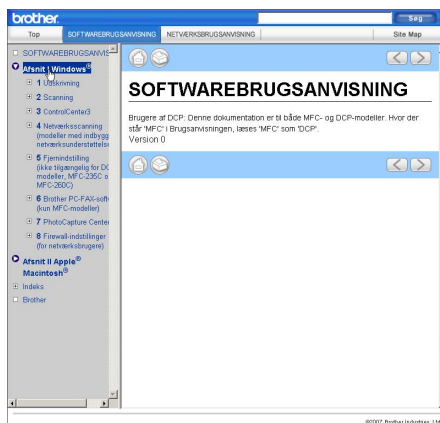 brother.
Søg
Top SOFTWAREBRUGSANVISNING NETVÆRKSBRUGSANVISNING Site Map
SOFTWAREBRUGSANVIS
Afsnit I Windows®
1 Udskrivning
2 Scanning
3 ControlCenter3
4 Netværksscanning
(modeller med indbygg
netværksunderstøttelse
5 Fjernindstilling
(ikke tilgængelig for DC
modeller, MFC-235C o
MFC-260C)
6 Brother PC-FAX-soft
(kun MFC-modeller)
7 PhotoCapture Center
8 Firewall-indstillinger
(for netværksbrugere)
Afsnit II Apple®
Macintosh®
Indeks
Brother
SOFTWAREBRUGSANVISNING
Brugere af DCP: Denne dokumentation er til både MFC- og DCP-modeller. Hvor der
står 'MFC' i Brugsanvisningen, læses 'MFC' som 'DCP'.
Version 0
©2007 Brother Industries, Ltd